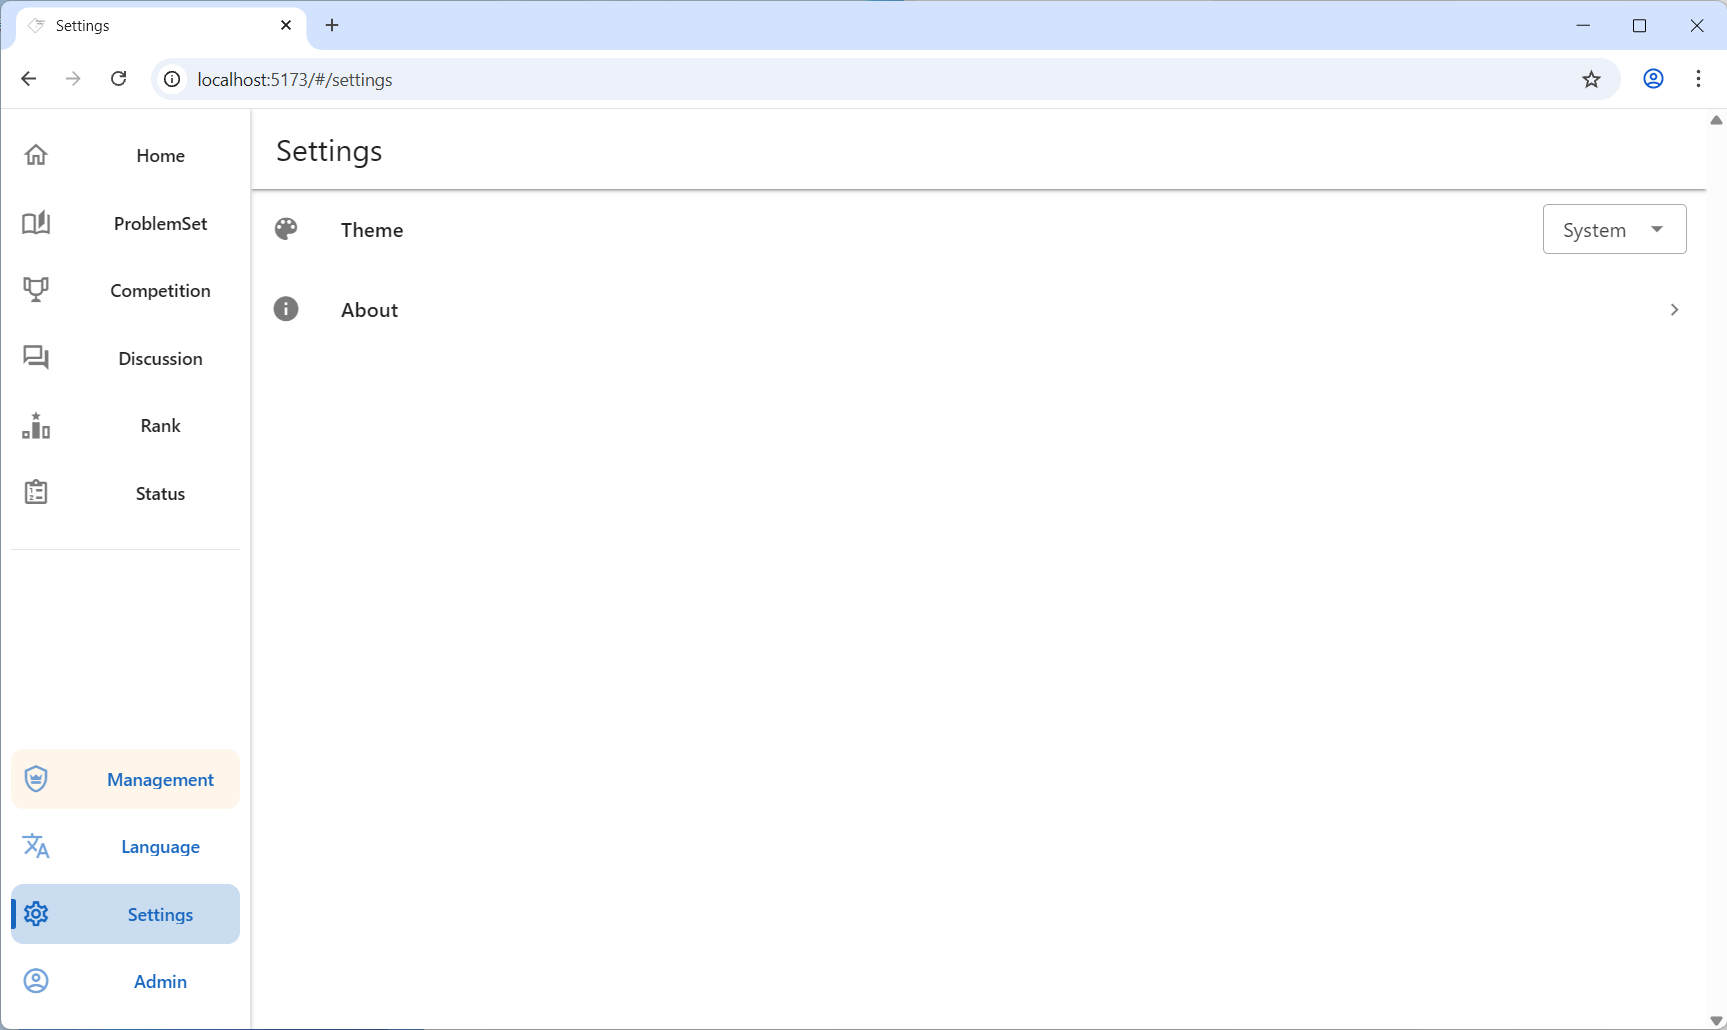 Settings
localhost:5173/#/settings
Home
ProblemSet
Competition
Discussion
Rank
Status
Management
Language
Settings
Admin
Settings
Theme
System
About